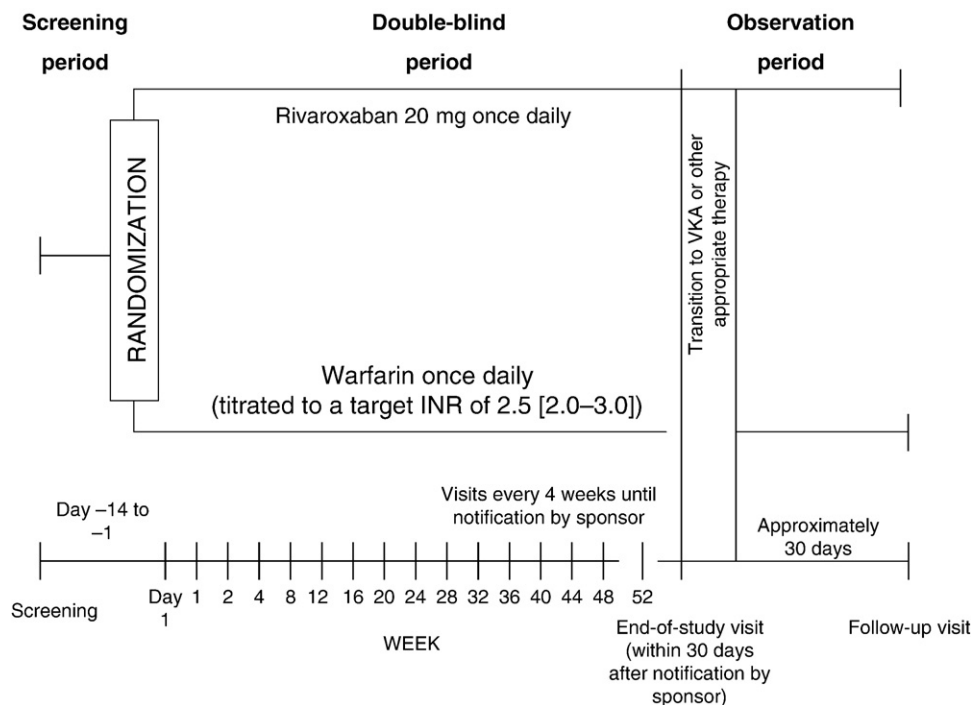 Screening
period
Double-blind
period
Observation
period
Rivaroxaban 20 mg once daily
RANDOMIZATION
Transition to VKA or other
appropriate therapy
Warfarin once daily
(titrated to a target INR of 2.5 [2.0–3.0])
Day –14 to
–1
Visits every 4 weeks until
notification by sponsor
Approximately
30 days
Screening
Day
1
1 2 4 8 12 16 20 24 28 32 36 40 44 48 52
WEEK
End-of-study visit
(within 30 days
after notification by
sponsor)
Follow-up visit